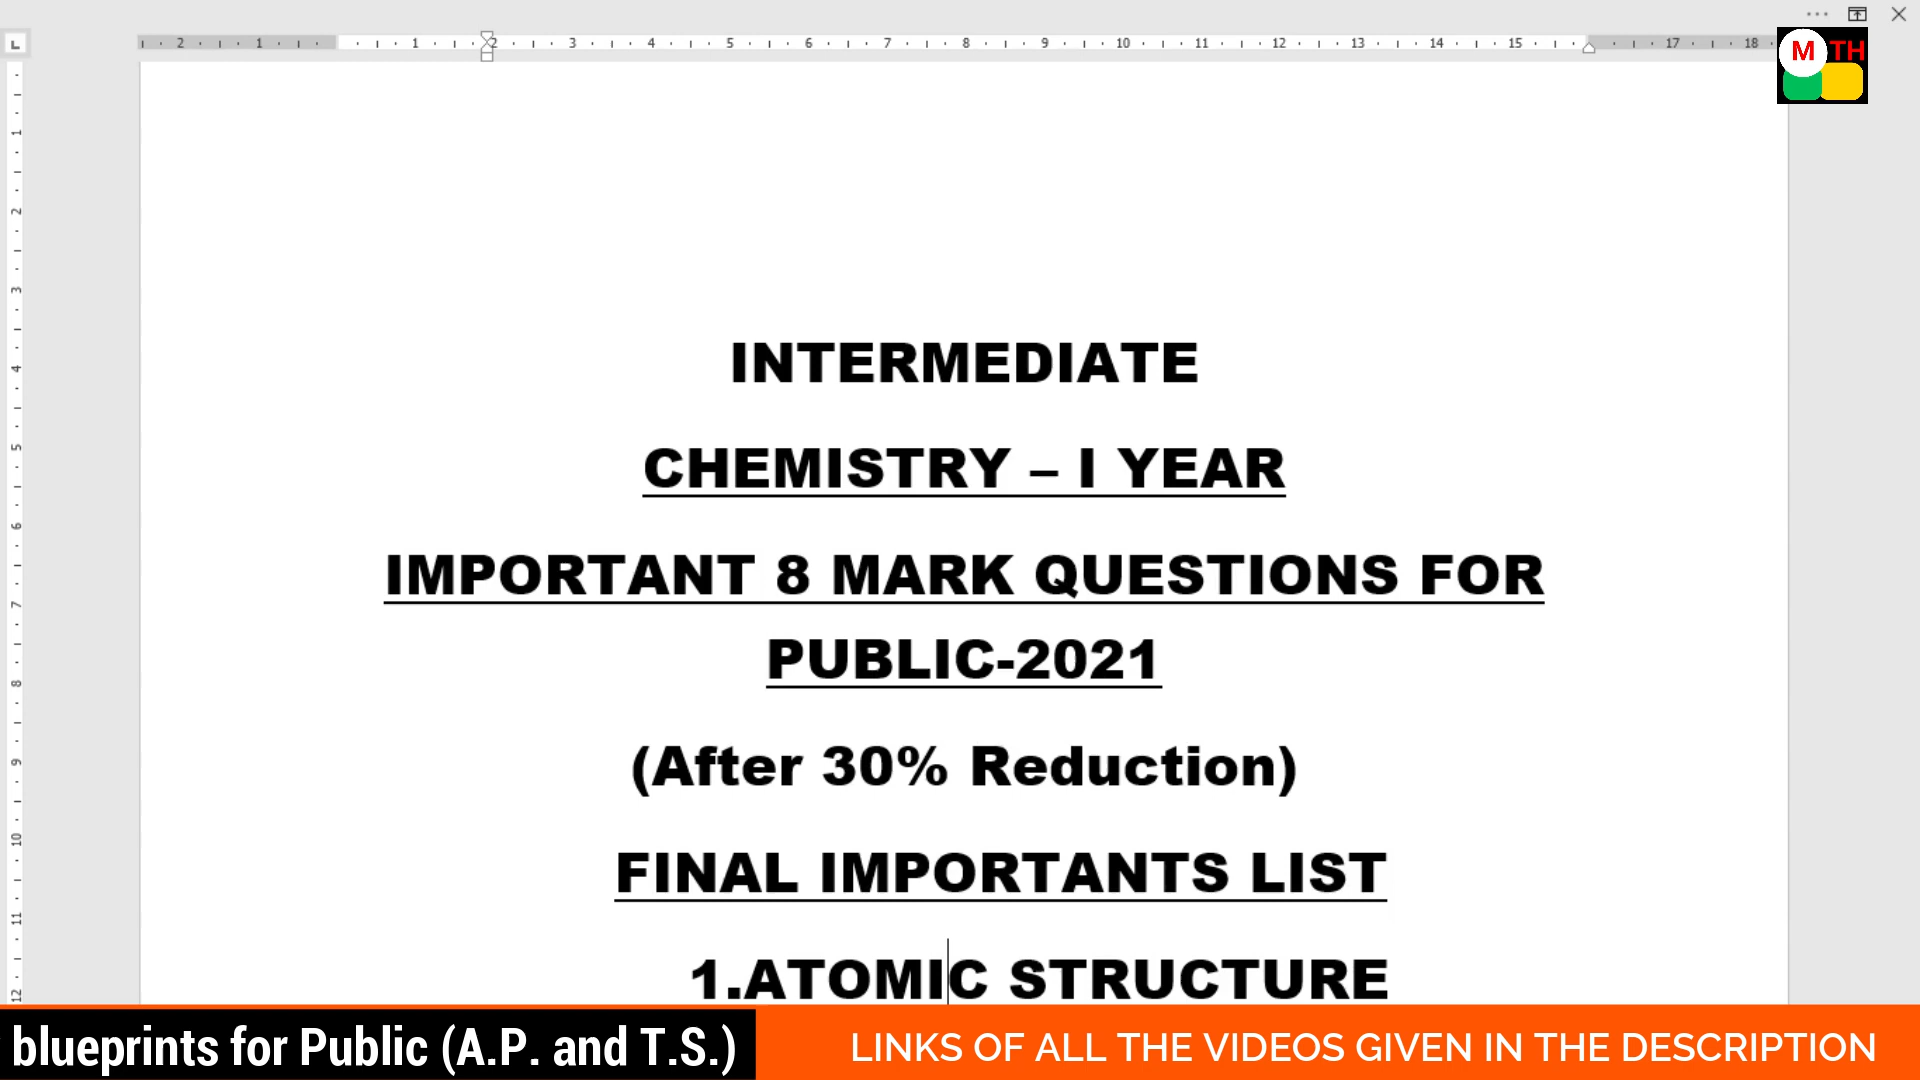 M TH
INTERMEDIATE
CHEMISTRY – I YEAR
IMPORTANT 8 MARK QUESTIONS FOR
PUBLIC-2021
(After 30% Reduction)
FINAL IMPORTANTS LIST
1.ATOMIC STRUCTURE
blueprints for Public (A.P. and T.S.)
LINKS OF ALL THE VIDEOS GIVEN IN THE DESCRIPTION